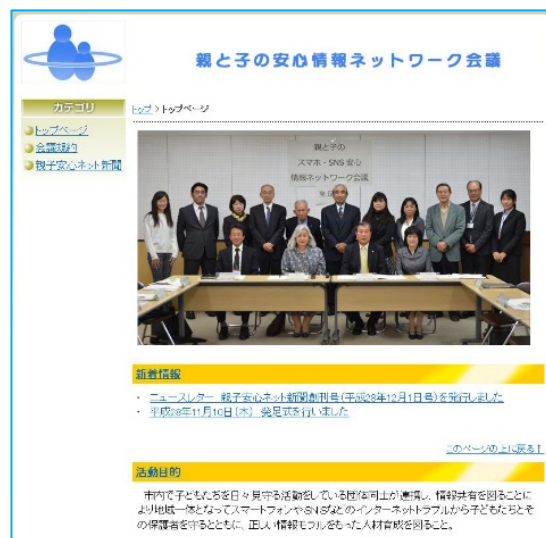 親と子の安心情報ネットワーク会議
カテゴリ
トップページ
会議規約
親子安心ネット新聞
トップ > トップページ
親と子の
スマホ・SNS安心
情報ネットワーク会議
新着情報
・ ニュースレター 親子安心ネット新聞創刊号(平成28年12月1日号)を発行しました
・ 平成28年11月10日(木) 発足式を行いました
このページの上に戻る↑
活動目的
市内で子どもたちを日々見守る活動をしている団体同士が連携し、情報共有を図ることに
より地域一体となってスマートフォンやSNSなどのインターネットトラブルから子どもたちとそ
の保護者を守るとともに、正しい情報モラルをもった人材育成を図ること。